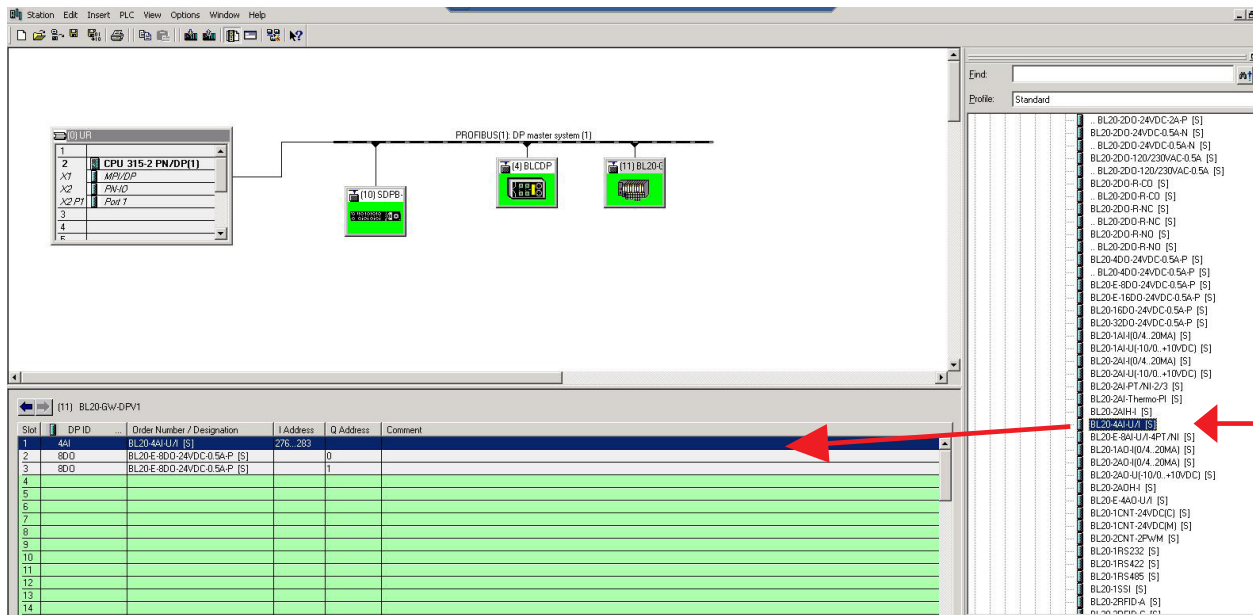 Station Edit Insert PLC View Options Window Help
(0) UR
1
2 CPU 315-2 PN/DP(1)
X1 MPI/DP
X2 PN-IO
X2 P1 Port 1
3
4
5
PROFIBUS(1): DP master system (1)
(10) SDPB-
(4) BLCDP
(11) BL20-G
Find:
Profile: Standard
.. BL20-2DO-24VDC-2A-P [S]
BL20-2DO-24VDC-0.5A-N [S]
.. BL20-2DO-24VDC-0.5A-N [S]
BL20-2DO-120/230VAC-0.5A [S]
.. BL20-2DO-120/230VAC-0.5A [S]
BL20-2DO-R-CO [S]
.. BL20-2DO-R-CO [S]
BL20-2DO-R-NC [S]
.. BL20-2DO-R-NC [S]
BL20-2DO-R-NO [S]
.. BL20-2DO-R-NO [S]
BL20-4DO-24VDC-0.5A-P [S]
.. BL20-4DO-24VDC-0.5A-P [S]
BL20-E-8DO-24VDC-0.5A-P [S]
BL20-E-16DO-24VDC-0.5A-P [S]
BL20-16DO-24VDC-0.5A-P [S]
BL20-32DO-24VDC-0.5A-P [S]
BL20-1AI-I(0/4..20MA) [S]
BL20-1AI-U(-10/0..+10VDC) [S]
BL20-2AI-I(0/4..20MA) [S]
BL20-2AI-U(-10/0..+10VDC) [S]
BL20-2AI-PT/NI-2/3 [S]
BL20-2AI-Thermo-PI [S]
BL20-2AIH-I [S]
BL20-4AI-U/I [S]
BL20-E-8AI-U/I-4PT/NI [S]
BL20-1AO-I(0/4..20MA) [S]
BL20-2AO-I(0/4..20MA) [S]
BL20-2AO-U(-10/0..+10VDC) [S]
BL20-2AOH-I [S]
BL20-E-4AO-U/I [S]
BL20-1CNT-24VDC(C) [S]
BL20-1CNT-24VDC(M) [S]
BL20-2CNT-2PWM [S]
BL20-1RS232 [S]
BL20-1RS422 [S]
BL20-1RS485 [S]
BL20-1SSI [S]
BL20-2RFID-A [S]
(11) BL20-GW-DPV1
Slot DP ID ... Order Number / Designation I Address Q Address Comment
1 4AI BL20-4AI-U/I [S] 276...283
2 8DO BL20-E-8DO-24VDC-0.5A-P [S] 0
3 8DO BL20-E-8DO-24VDC-0.5A-P [S] 1
4
5
6
7
8
9
10
11
12
13
14